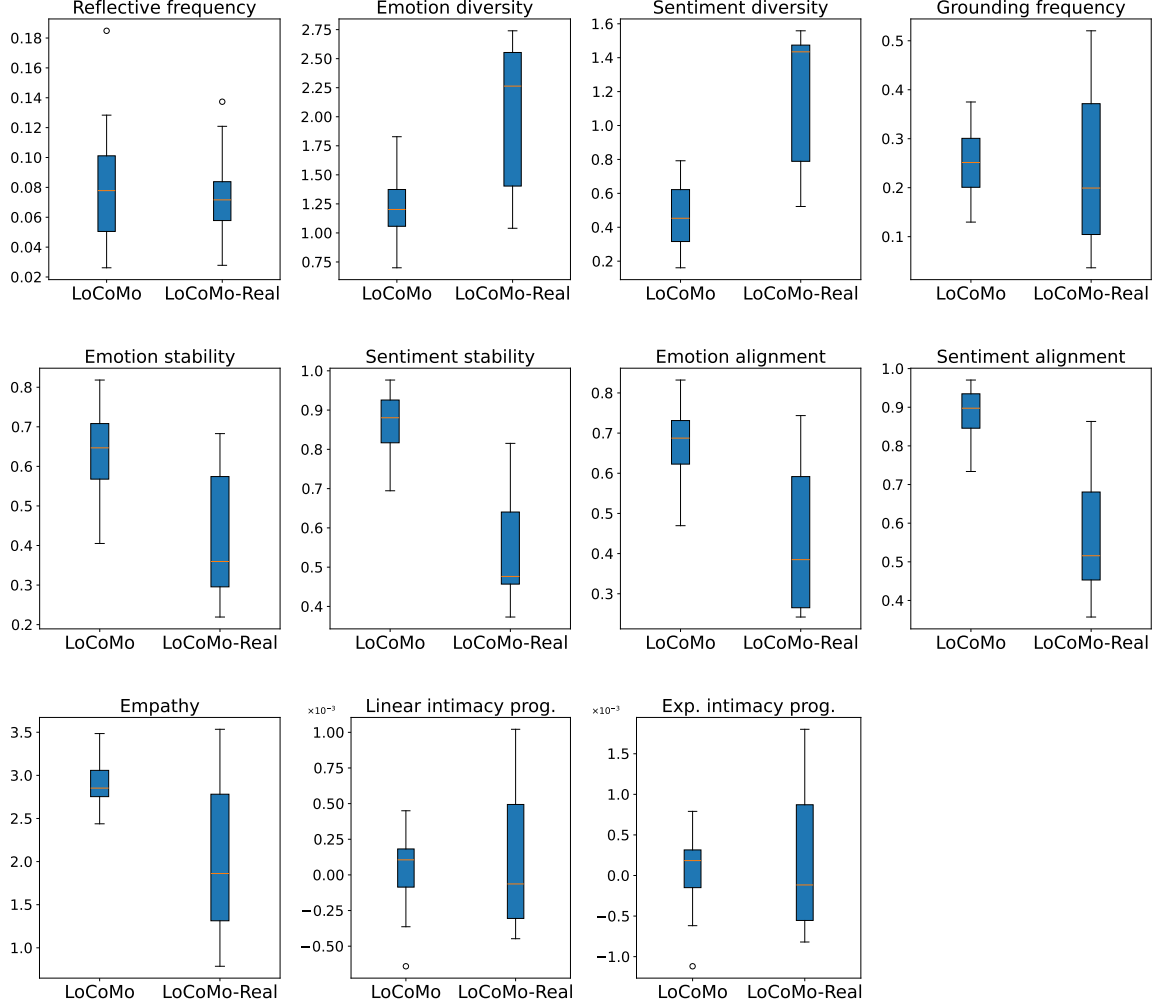 Reflective frequency
0.18
0.16
0.14
0.12
0.10
0.08
0.06
0.04
0.02
LoCoMo
LoCoMo-Real
Emotion diversity
2.75
2.50
2.25
2.00
1.75
1.50
1.25
1.00
0.75
LoCoMo
LoCoMo-Real
Sentiment diversity
1.6
1.4
1.2
1.0
0.8
0.6
0.4
0.2
LoCoMo
LoCoMo-Real
Grounding frequency
0.5
0.4
0.3
0.2
0.1
LoCoMo
LoCoMo-Real
Emotion stability
0.8
0.7
0.6
0.5
0.4
0.3
0.2
LoCoMo
LoCoMo-Real
Sentiment stability
1.0
0.9
0.8
0.7
0.6
0.5
0.4
LoCoMo
LoCoMo-Real
Emotion alignment
0.8
0.7
0.6
0.5
0.4
0.3
LoCoMo
LoCoMo-Real
Sentiment alignment
1.0
0.9
0.8
0.7
0.6
0.5
0.4
LoCoMo
LoCoMo-Real
Empathy
3.5
3.0
2.5
2.0
1.5
1.0
LoCoMo
LoCoMo-Real
Linear intimacy prog.
×10⁻³
1.00
0.75
0.50
0.25
0.00
−0.25
−0.50
LoCoMo
LoCoMo-Real
Exp. intimacy prog.
×10⁻³
1.5
1.0
0.5
0.0
−0.5
−1.0
LoCoMo
LoCoMo-Real